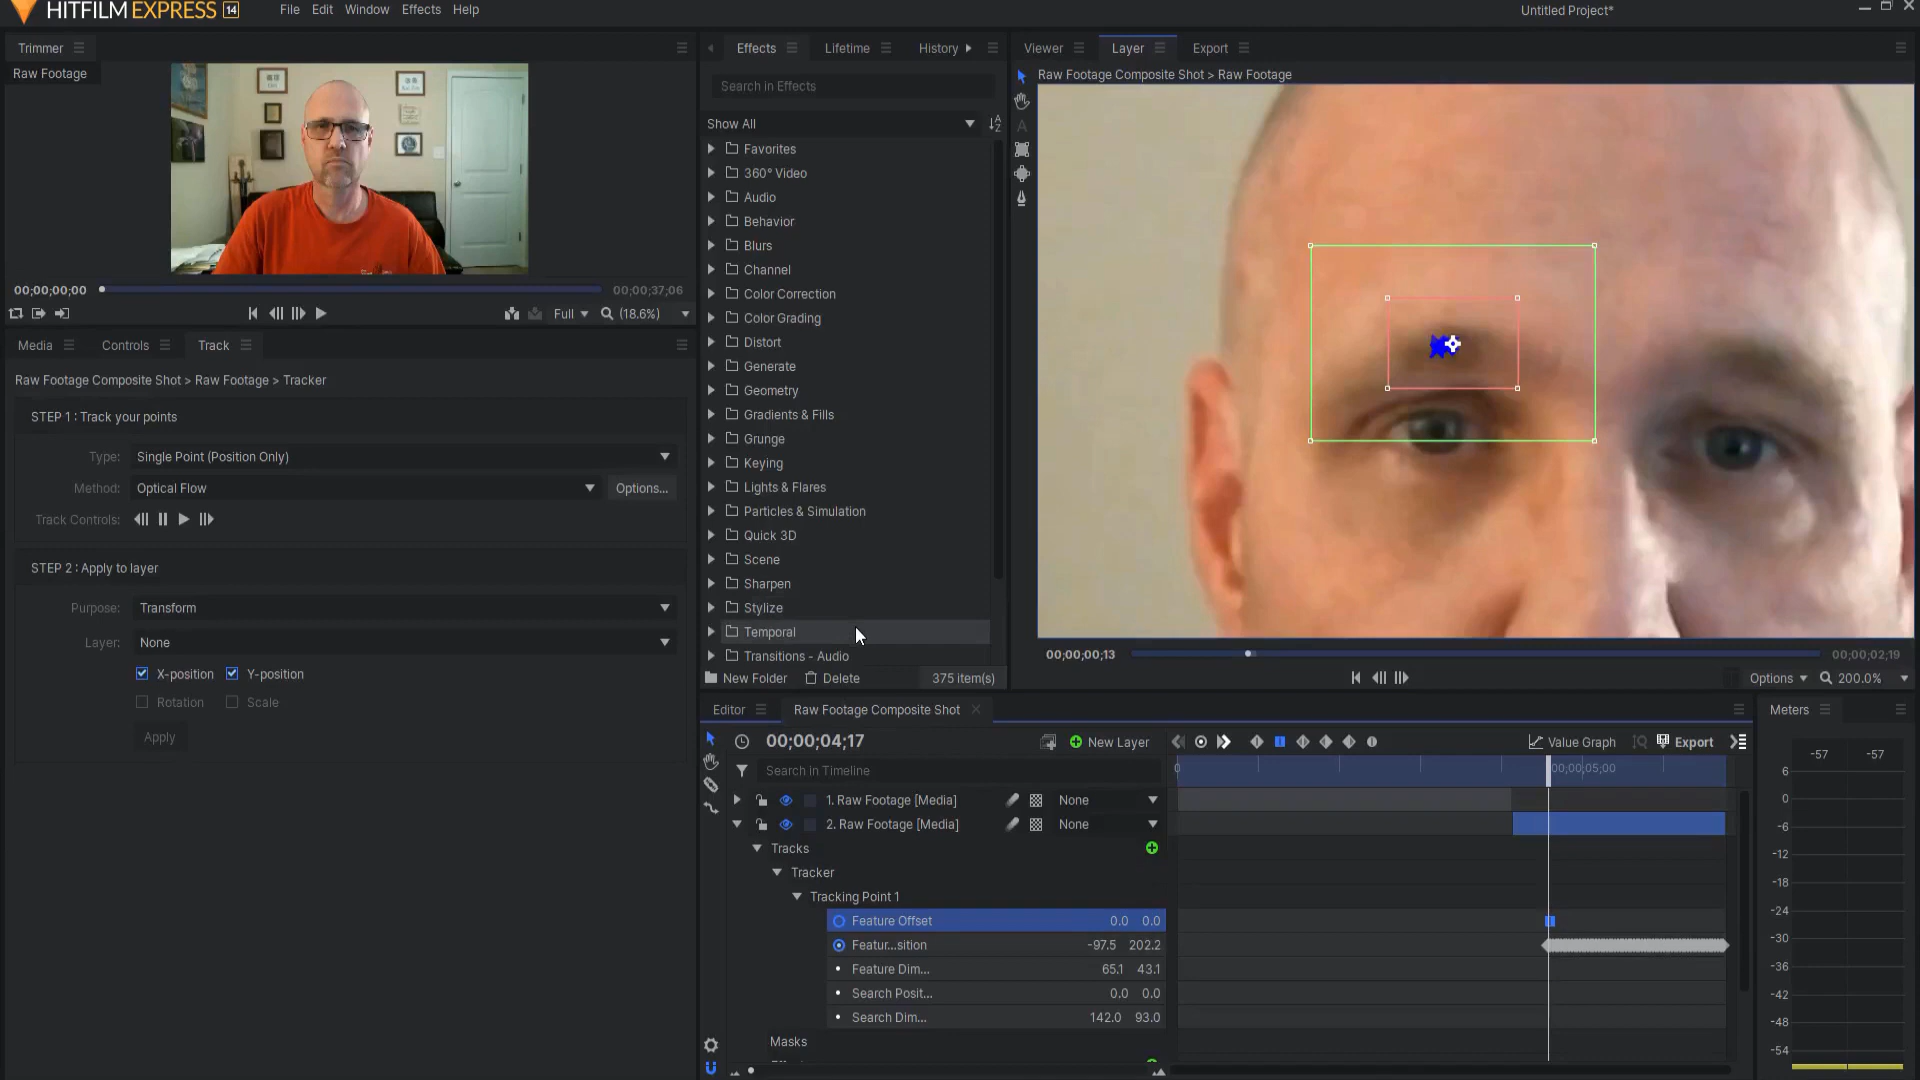 HITFILM EXPRESS 14
File Edit Window Effects Help
Untitled Project*
Trimmer
Raw Footage
00;00;00;00
00;00;37;06
Full
(18.6%)
Media Controls Track
Raw Footage Composite Shot > Raw Footage > Tracker
STEP 1 : Track your points
Type: Single Point (Position Only)
Method: Optical Flow
Options...
Track Controls:
STEP 2 : Apply to layer
Purpose: Transform
Layer: None
X-position Y-position
Rotation Scale
Apply
Effects Lifetime History
Search in Effects
Show All
Favorites
360° Video
Audio
Behavior
Blurs
Channel
Color Correction
Color Grading
Distort
Generate
Geometry
Gradients & Fills
Grunge
Keying
Lights & Flares
Particles & Simulation
Quick 3D
Scene
Sharpen
Stylize
Temporal
Transitions - Audio
New Folder Delete 375 item(s)
Viewer Layer Export
Raw Footage Composite Shot > Raw Footage
00;00;00;13
00;00;02;19
Options 200.0%
Editor Raw Footage Composite Shot
00;00;04;17
New Layer
Value Graph Export
Search in Timeline
0 00;00;05;00
1. Raw Footage [Media] None
2. Raw Footage [Media] None
Tracks
Tracker
Tracking Point 1
Feature Offset 0.0 0.0
Featur...sition -97.5 202.2
Feature Dim... 65.1 43.1
Search Posit... 0.0 0.0
Search Dim... 142.0 93.0
Masks
Meters
-57 -57
6
0
-6
-12
-18
-24
-30
-36
-42
-48
-54